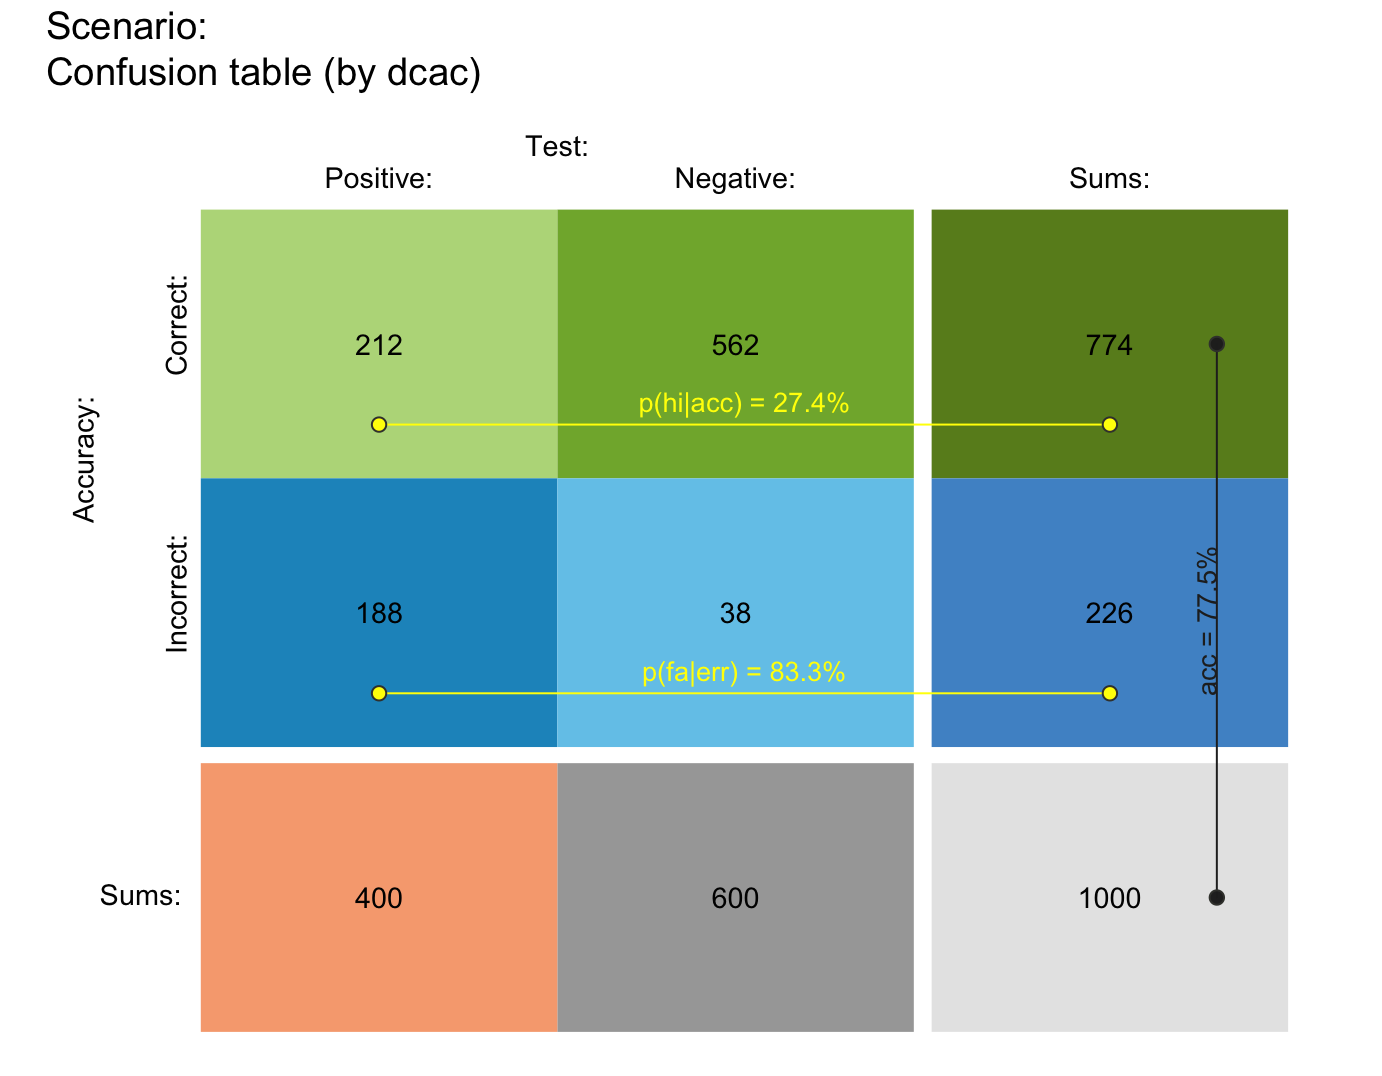 Scenario:
Confusion table (by dcac)
Test:
Positive:
Negative:
Sums:
Accuracy:
Correct:
212
562
774
p(hi|acc) = 27.4%
Incorrect:
188
38
226
acc = 77.5%
p(fa|err) = 83.3%
Sums:
400
600
1000